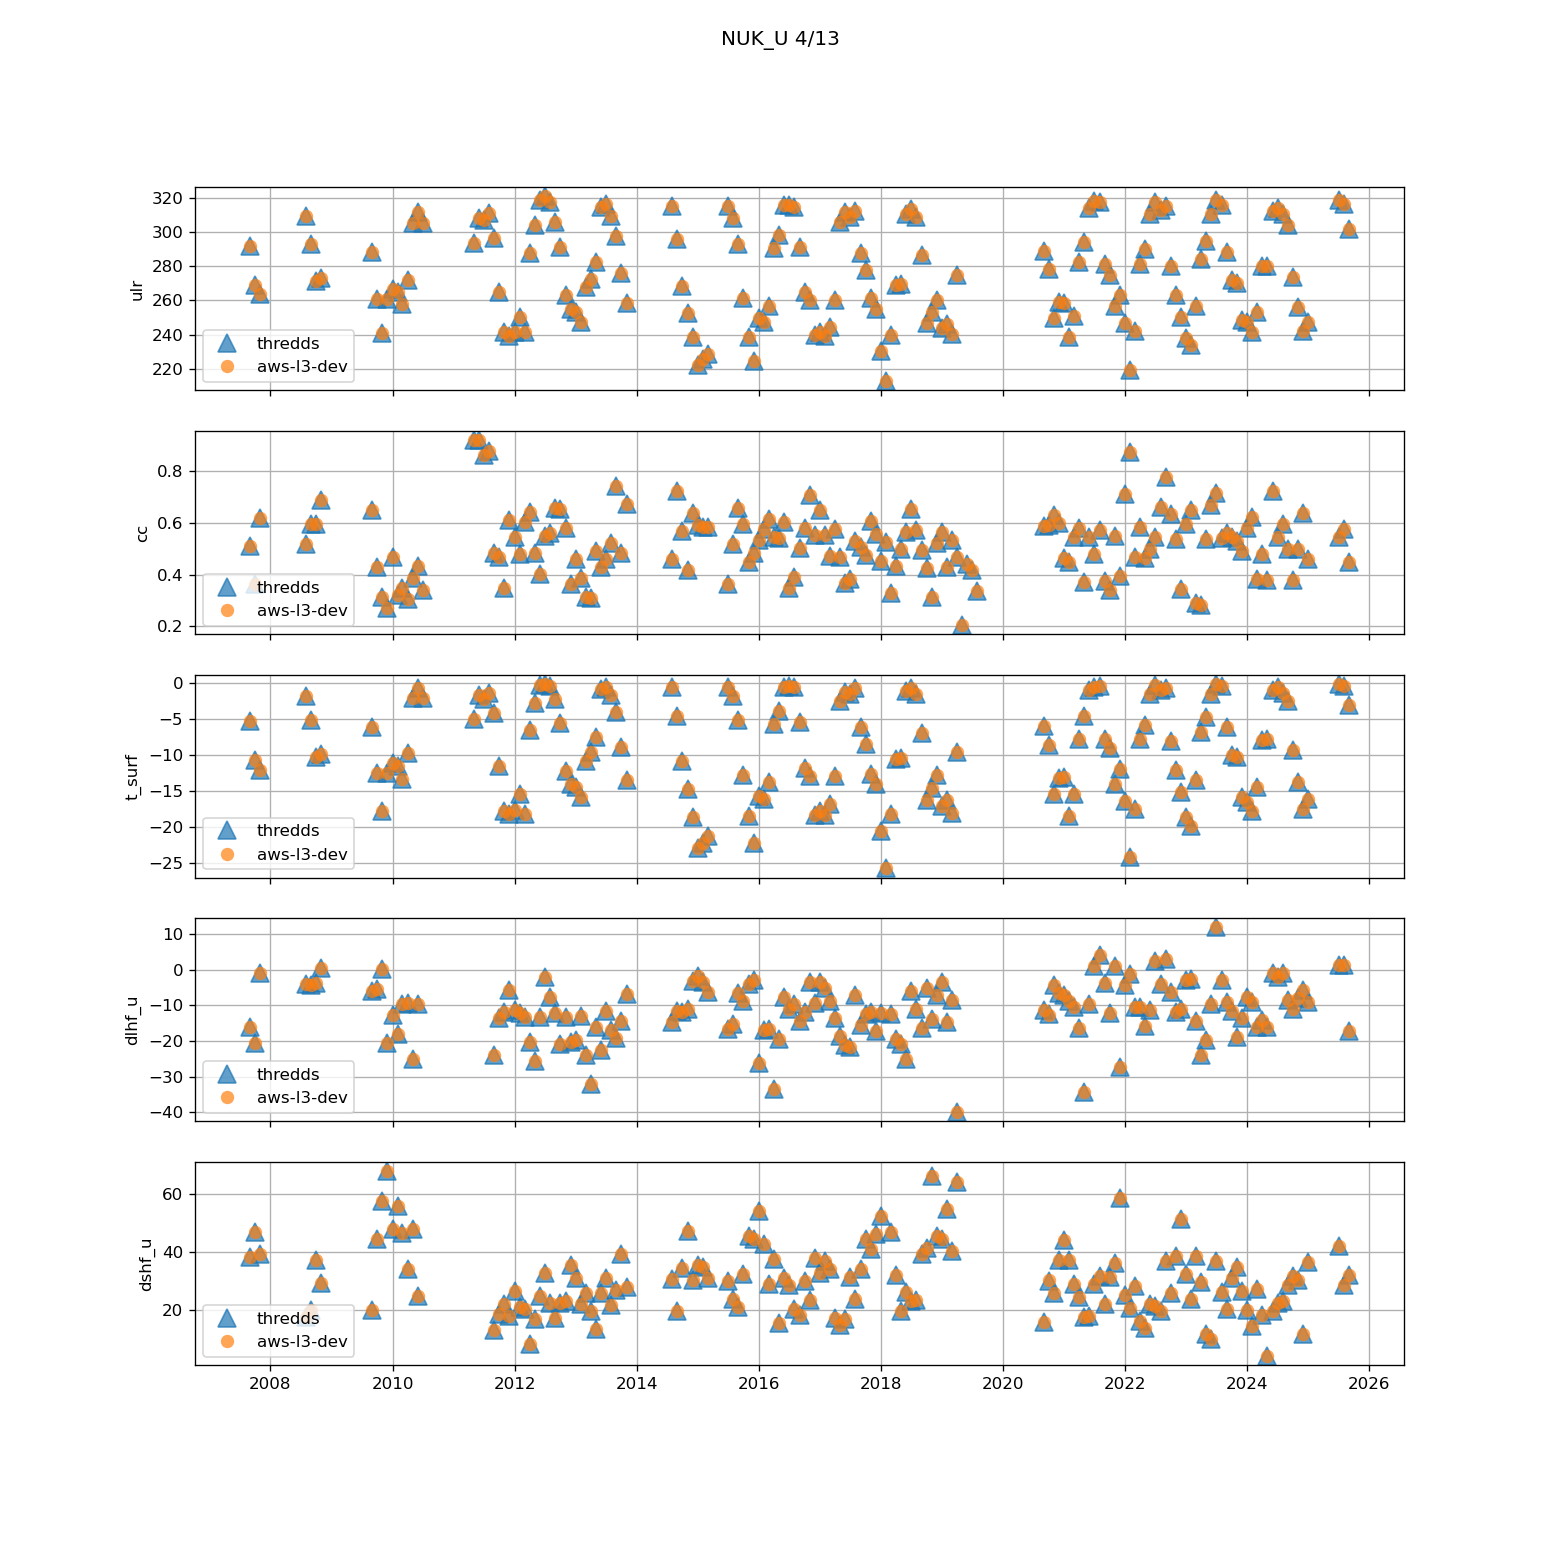 NUK_U 4/13
320
300
280
260
240
220
ulr
thredds
aws-l3-dev
0.8
0.6
0.4
0.2
cc
thredds
aws-l3-dev
0
−5
−10
−15
−20
−25
t_surf
thredds
aws-l3-dev
10
0
−10
−20
−30
−40
dlhf_u
thredds
aws-l3-dev
60
40
20
dshf_u
thredds
aws-l3-dev
2008 2010 2012 2014 2016 2018 2020 2022 2024 2026